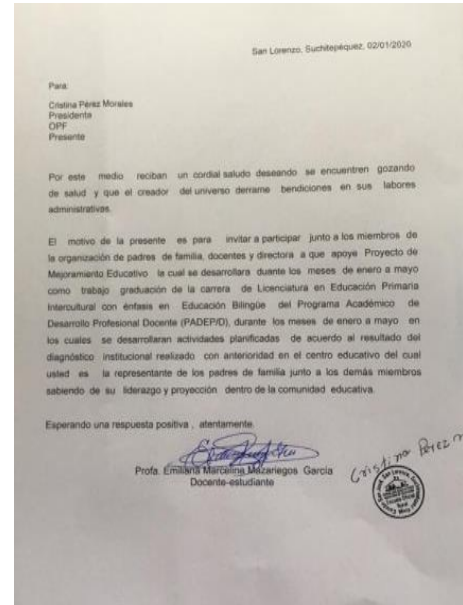 San Lorenzo, Suchitepéquez, 02/01/2020
Para:
Cristina Pérez Morales
Presidenta
OPF
Presente
Por este medio reciban un cordial saludo deseando se encuentren gozando
de salud y que el creador del universo derrame bendiciones en sus labores
administrativas.
El motivo de la presente es para invitar a participar junto a los miembros de
la organización de padres de familia, docentes y directora a que apoye Proyecto de
Mejoramiento Educativo la cual se desarrollara duante los meses de enero a mayo
como trabajo graduación de la carrera de Licenciatura en Educación Primaria
Intercultural con énfasis en Educación Bilingüe del Programa Académico de
Desarrollo Profesional Docente (PADEP/D), durante los meses de enero a mayo en
los cuales se desarrollaran actividades planificadas de acuerdo al resultado del
diagnóstico institucional realizado con anterioridad en el centro educativo del cual
usted es la representante de los padres de familia junto a los demás miembros
sabiendo de su liderazgo y proyección dentro de la comunidad educativa.
Esperando una respuesta positiva , atentamente.
Cristina Pérez m
Profa. Emiliana Marcelina Mazariegos García
Docente-estudiante